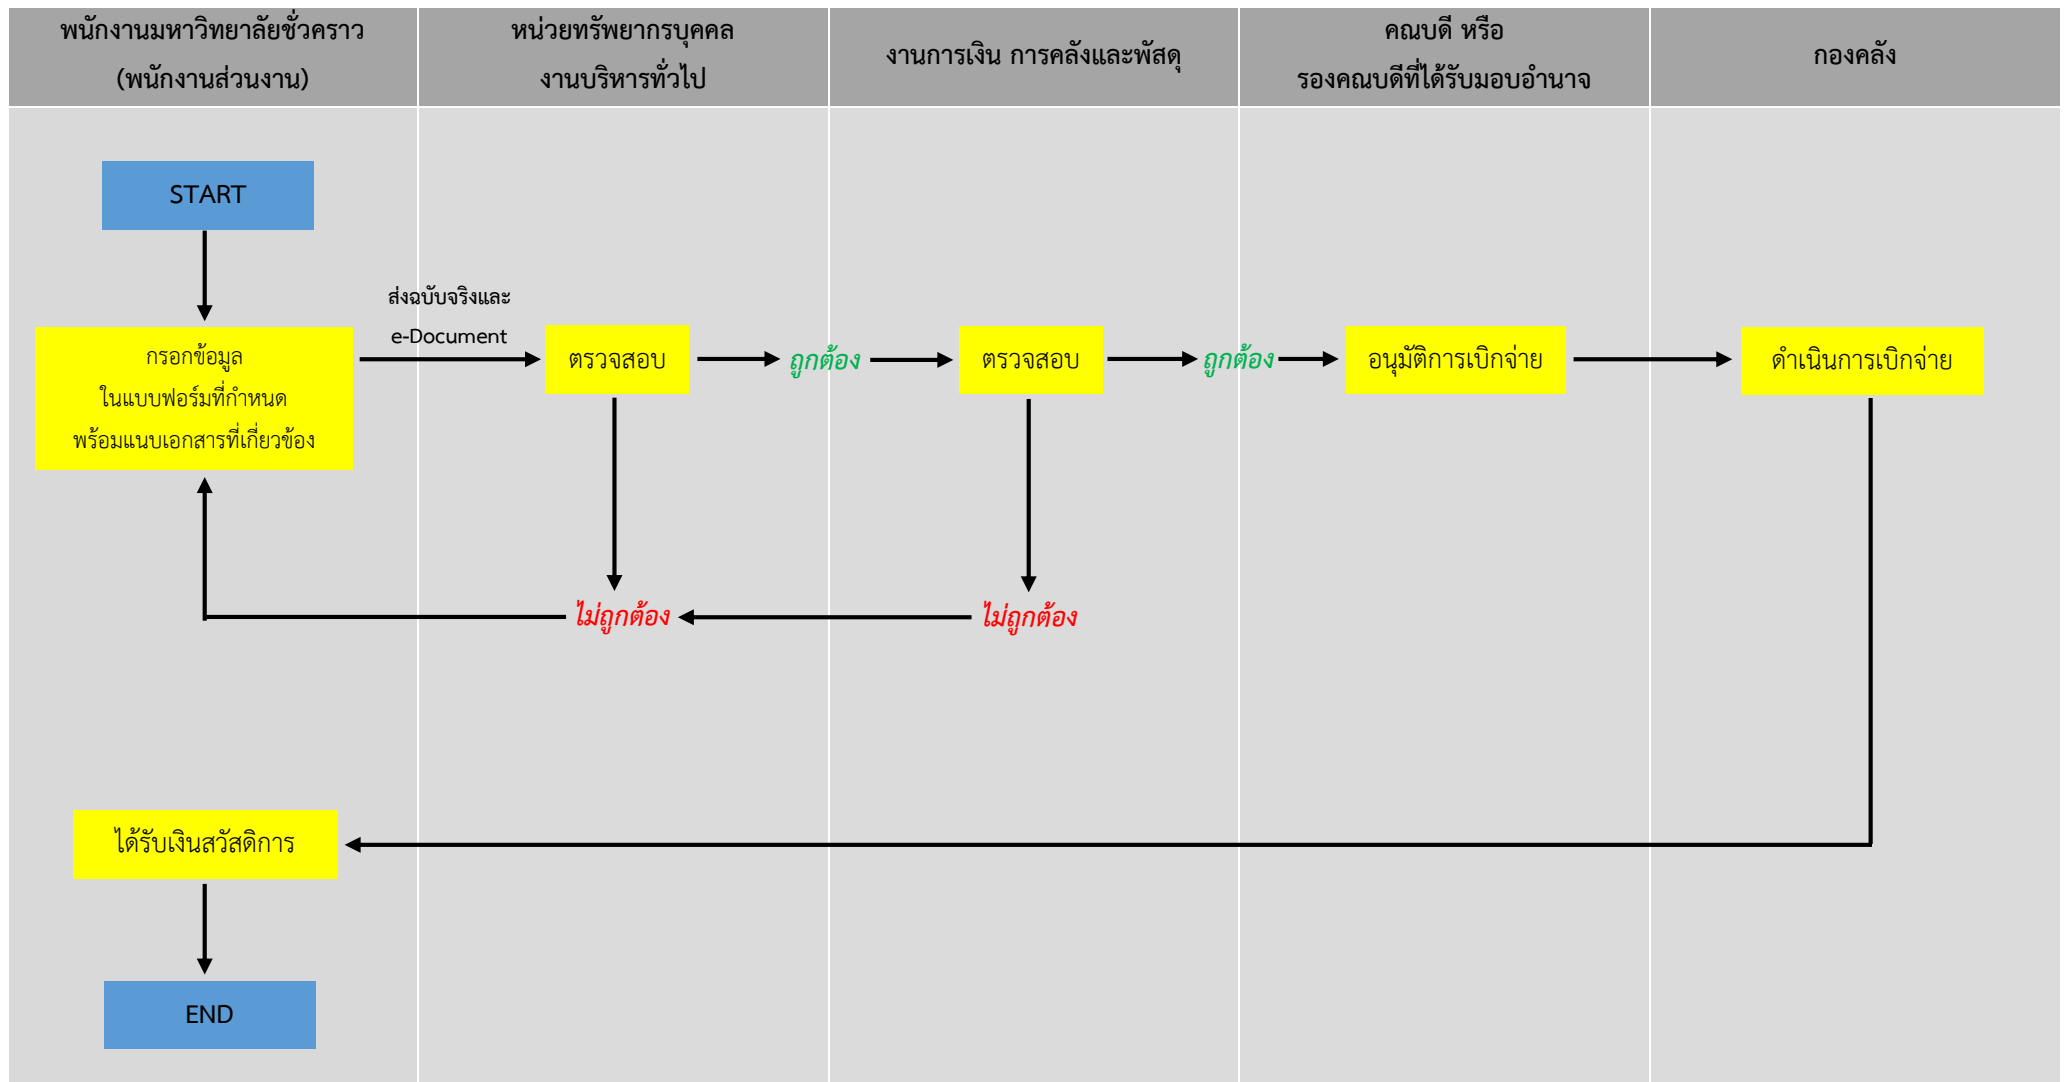 พนักงานมหาวิทยาลัยชั่วคราว
(พนักงานส่วนงาน)
หน่วยทรัพยากรบุคคล
งานบริหารทั่วไป
งานการเงิน การคลังและพัสดุ
คณบดี หรือ
รองคณบดีที่ได้รับมอบอำนาจ
กองคลัง
START
ส่งฉบับจริงและ
e-Document
กรอกข้อมูล
ในแบบฟอร์มที่กำหนด
พร้อมแนบเอกสารที่เกี่ยวข้อง
ตรวจสอบ
ถูกต้อง
ตรวจสอบ
ถูกต้อง
อนุมัติการเบิกจ่าย
ดำเนินการเบิกจ่าย
ไม่ถูกต้อง
ไม่ถูกต้อง
ได้รับเงินสวัสดิการ
END